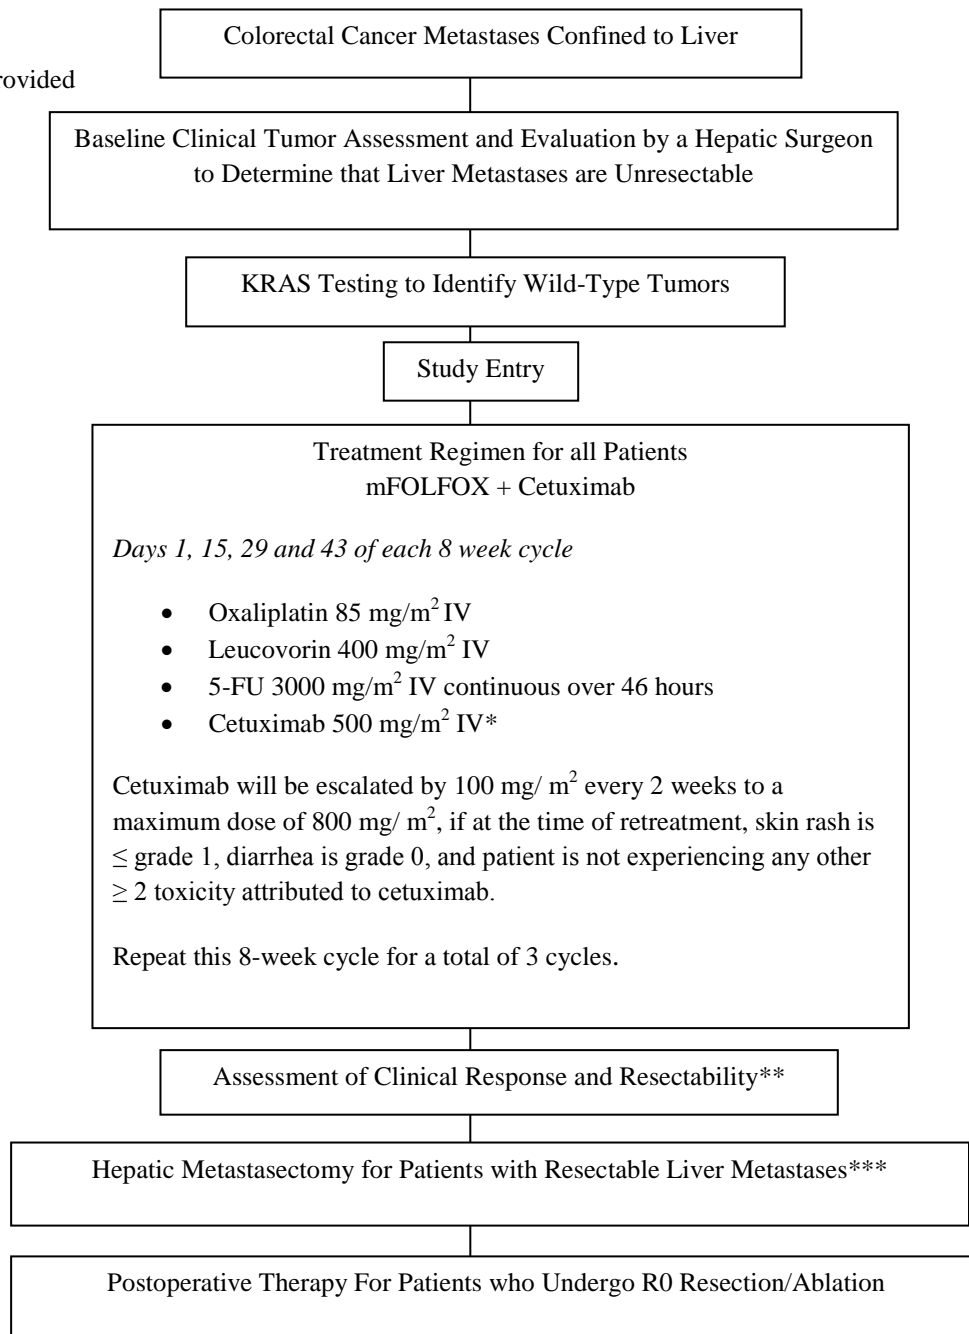 Colorectal Cancer Metastases Confined to Liver
rovided
Baseline Clinical Tumor Assessment and Evaluation by a Hepatic Surgeon
to Determine that Liver Metastases are Unresectable
KRAS Testing to Identify Wild-Type Tumors
Study Entry
Treatment Regimen for all Patients
mFOLFOX + Cetuximab
Days 1, 15, 29 and 43 of each 8 week cycle
• Oxaliplatin 85 mg/m² IV
• Leucovorin 400 mg/m² IV
• 5-FU 3000 mg/m² IV continuous over 46 hours
• Cetuximab 500 mg/m² IV*
Cetuximab will be escalated by 100 mg/ m² every 2 weeks to a
maximum dose of 800 mg/ m², if at the time of retreatment, skin rash is
≤ grade 1, diarrhea is grade 0, and patient is not experiencing any other
≥ 2 toxicity attributed to cetuximab.
Repeat this 8-week cycle for a total of 3 cycles.
Assessment of Clinical Response and Resectability**
Hepatic Metastasectomy for Patients with Resectable Liver Metastases***
Postoperative Therapy For Patients who Undergo R0 Resection/Ablation